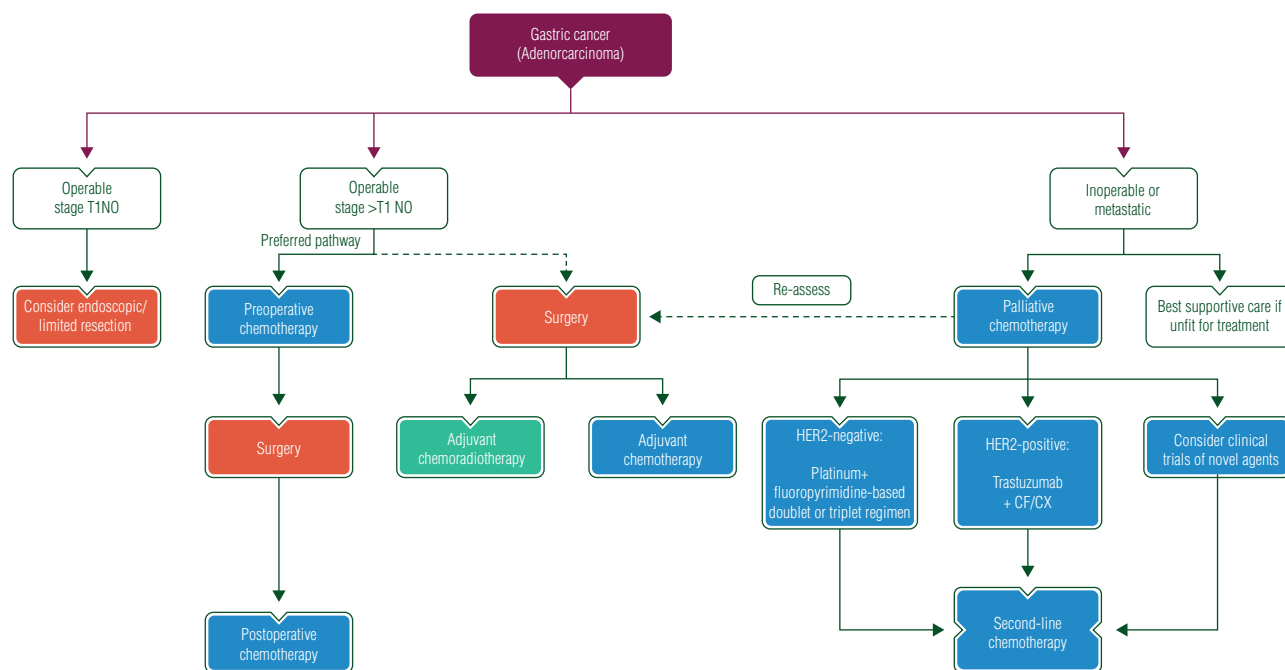 Gastric cancer
(Adenorcarcinoma)
Operable
stage T1NO
Operable
stage >T1 NO
Inoperable or
metastatic
Preferred pathway
Consider endoscopic/
limited resection
Preoperative
chemotherapy
Surgery
Re-assess
Palliative
chemotherapy
Best supportive care if
unfit for treatment
Surgery
Adjuvant
chemoradiotherapy
Adjuvant
chemotherapy
HER2-negative:
Platinum+
fluoropyrimidine-based
doublet or triplet regimen
HER2-positive:
Trastuzumab
+ CF/CX
Consider clinical
trials of novel agents
Postoperative
chemotherapy
Second-line
chemotherapy